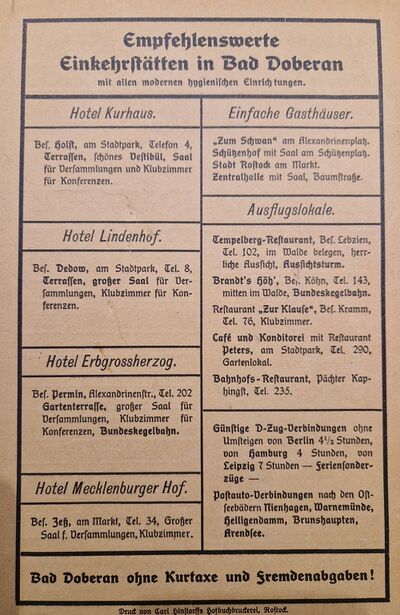 Empfehlenswerte
Einkehrstätten in Bad Doberan
mit allen modernen hygienischen Einrichtungen.
Hotel Kurhaus.
Bes. Holst, am Stadtpark, Telefon 4,
Terrassen, schönes Vestibül, Saal
für Versammlungen und Klubzimmer
für Konferenzen.
Hotel Lindenhof.
Bes. Dedow, am Stadtpark, Tel. 8,
Terrassen, großer Saal für Ver-
sammlungen, Klubzimmer für Kon-
ferenzen.
Hotel Erbgrossherzog.
Bes. Permin, Alexandrinenstr., Tel. 202
Gartenterrasse, großer Saal für
Versammlungen, Klubzimmer für
Konferenzen, Bundeskegelbahn.
Hotel Mecklenburger Hof.
Bes. Jeß, am Markt, Tel. 34, Großer
Saal f. Versammlungen, Klubzimmer.
Einfache Gasthäuser.
„Zum Schwan" am Alexandrinenplatz.
Schützenhof mit Saal am Schützenplatz.
Stadt Rostock am Markt.
Zentralhalle mit Saal, Baumstraße.
Ausflugslokale.
Tempelberg-Restaurant, Bes. Lebzien,
Tel. 102, im Walde belegen, herr-
liche Aussicht, Aussichtsturm.
Brandt's Höh', Be. Köhn, Tel. 143,
mitten im Walde, Bundeskegelbahn.
Restaurant „Zur Klause", Bes. Kramm,
Tel. 76, Klubzimmer.
Café und Konditorei mit Restaurant
Peters, am Stadtpark, Tel. 290,
Gartenlokal.
Bahnhofs-Restaurant, Pächter Kap-
hingst, Tel. 235.
Günstige D-Zug-Verbindungen ohne
Umsteigen von Berlin 4½ Stunden,
von Hamburg 4 Stunden, von
Leipzig 7 Stunden — Feriensonder-
züge —
Postauto-Verbindungen nach den Ost-
seebädern Nienhagen, Warnemünde,
Heiligendamm, Brunshaupten,
Arendsee.
Bad Doberan ohne Kurtaxe und Fremdenabgaben!
Druck von Carl Hinstorffs Hofbuchdruckerei, Rostock.